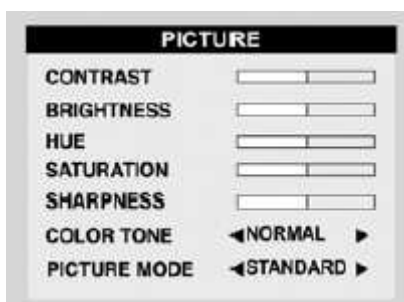 PICTURE
CONTRAST
BRIGHTNESS
HUE
SATURATION
SHARPNESS
COLOR TONE ◀NORMAL ▶
PICTURE MODE ◀STANDARD ▶